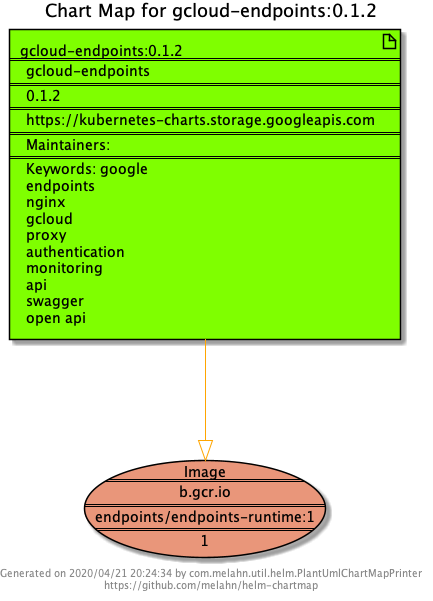 Chart Map for gcloud-endpoints:0.1.2
gcloud-endpoints:0.1.2
gcloud-endpoints
0.1.2
https://kubernetes-charts.storage.googleapis.com
Maintainers:
Keywords: google
endpoints
nginx
gcloud
proxy
authentication
monitoring
api
swagger
open api
Image
b.gcr.io
endpoints/endpoints-runtime:1
1
Generated on 2020/04/21 20:24:34 by com.melahn.util.helm.PlantUmlChartMapPrinter
https://github.com/melahn/helm-chartmap